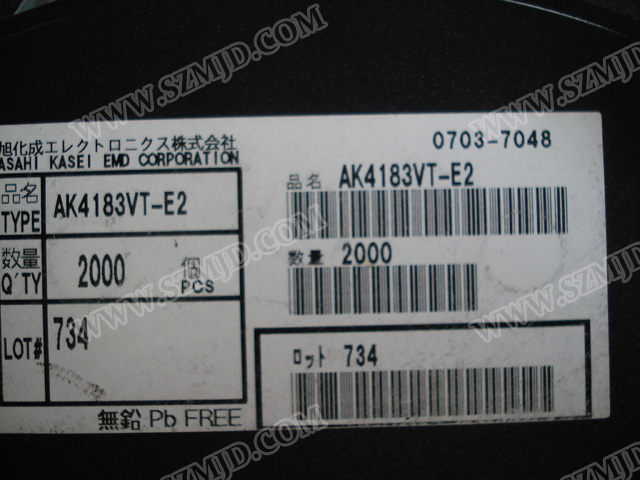 旭化成エレクトロニクス株式会社
ASAHI KASEI EMD CORPORATION
0703-7048
品名
TYPE
AK4183VT-E2
品名 AK4183VT-E2
数量
Q'TY
2000 個
PCS
数量 2000
LOT#
734
ロット 734
無鉛 Pb FREE
WWW.SZMJD.COM
WWW.SZMJD.COM
WWW.SZMJD.COM
WWW.SZMJD.COM
WWW.SZMJD.COM
WWW.SZMJD.COM